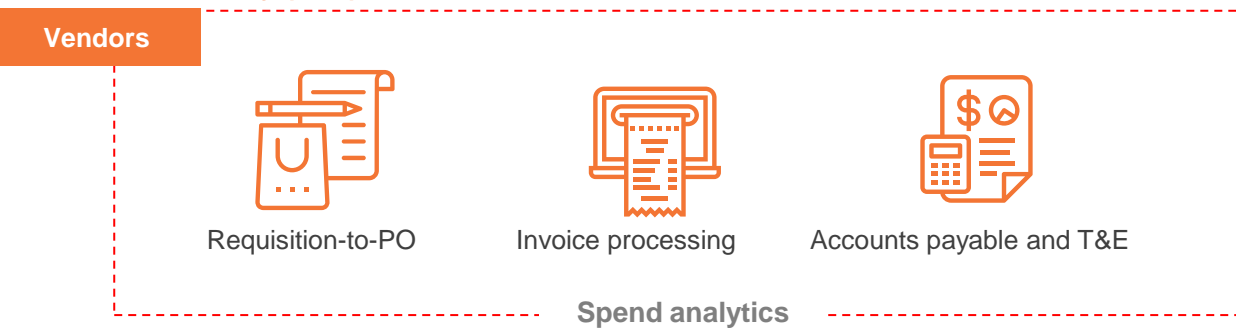 Vendors
Requisition-to-PO
Invoice processing
Accounts payable and T&E
Spend analytics